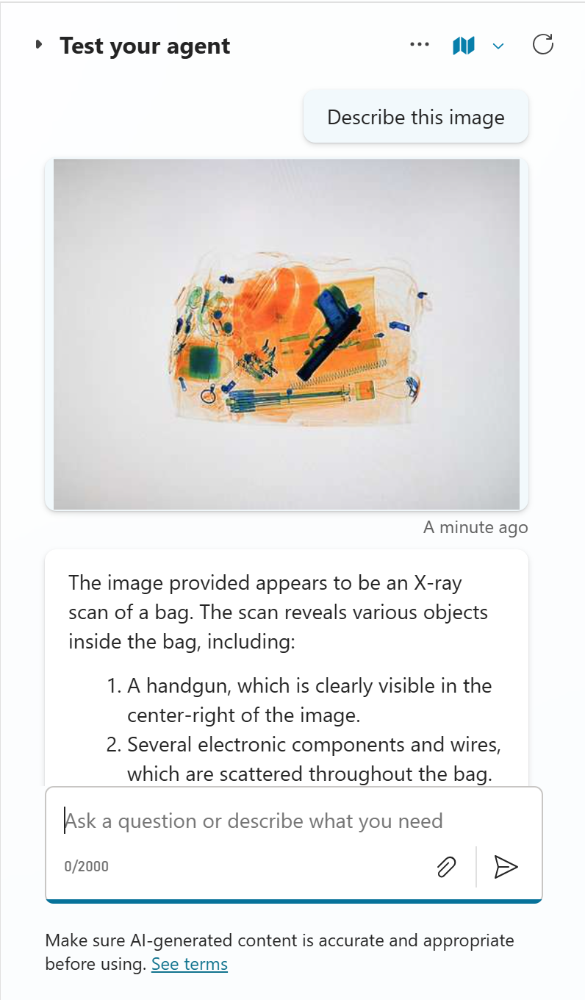 Test your agent
Describe this image
A minute ago
The image provided appears to be an X-ray
scan of a bag. The scan reveals various objects
inside the bag, including:
1. A handgun, which is clearly visible in the
center-right of the image.
2. Several electronic components and wires,
which are scattered throughout the bag.
Ask a question or describe what you need
0/2000
Make sure AI-generated content is accurate and appropriate
before using. See terms